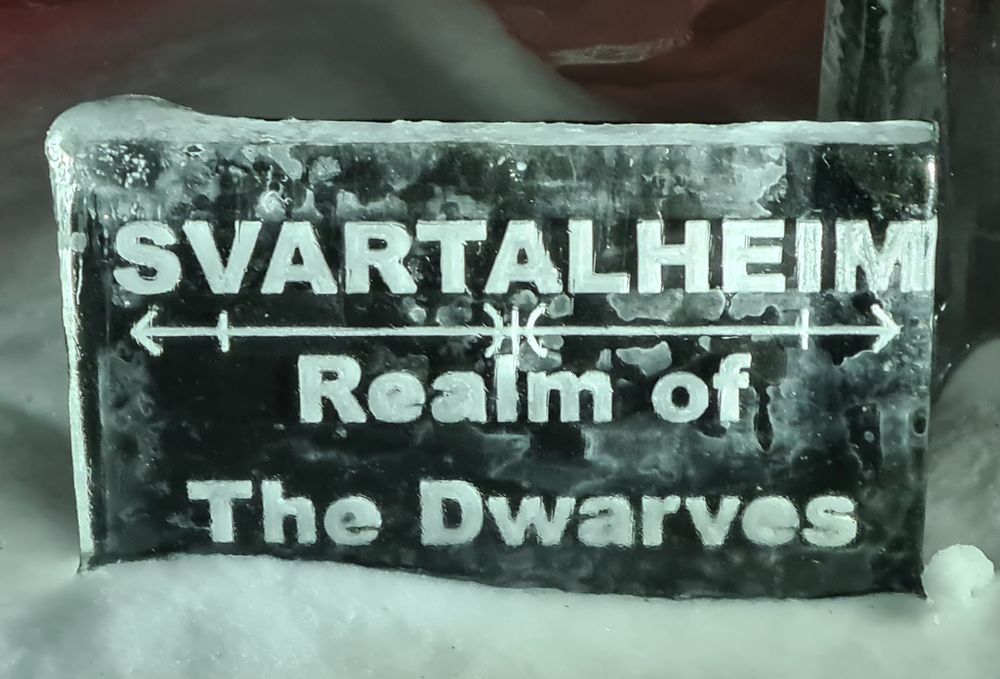 SVARTALHEIM
Realm of
The Dwarves